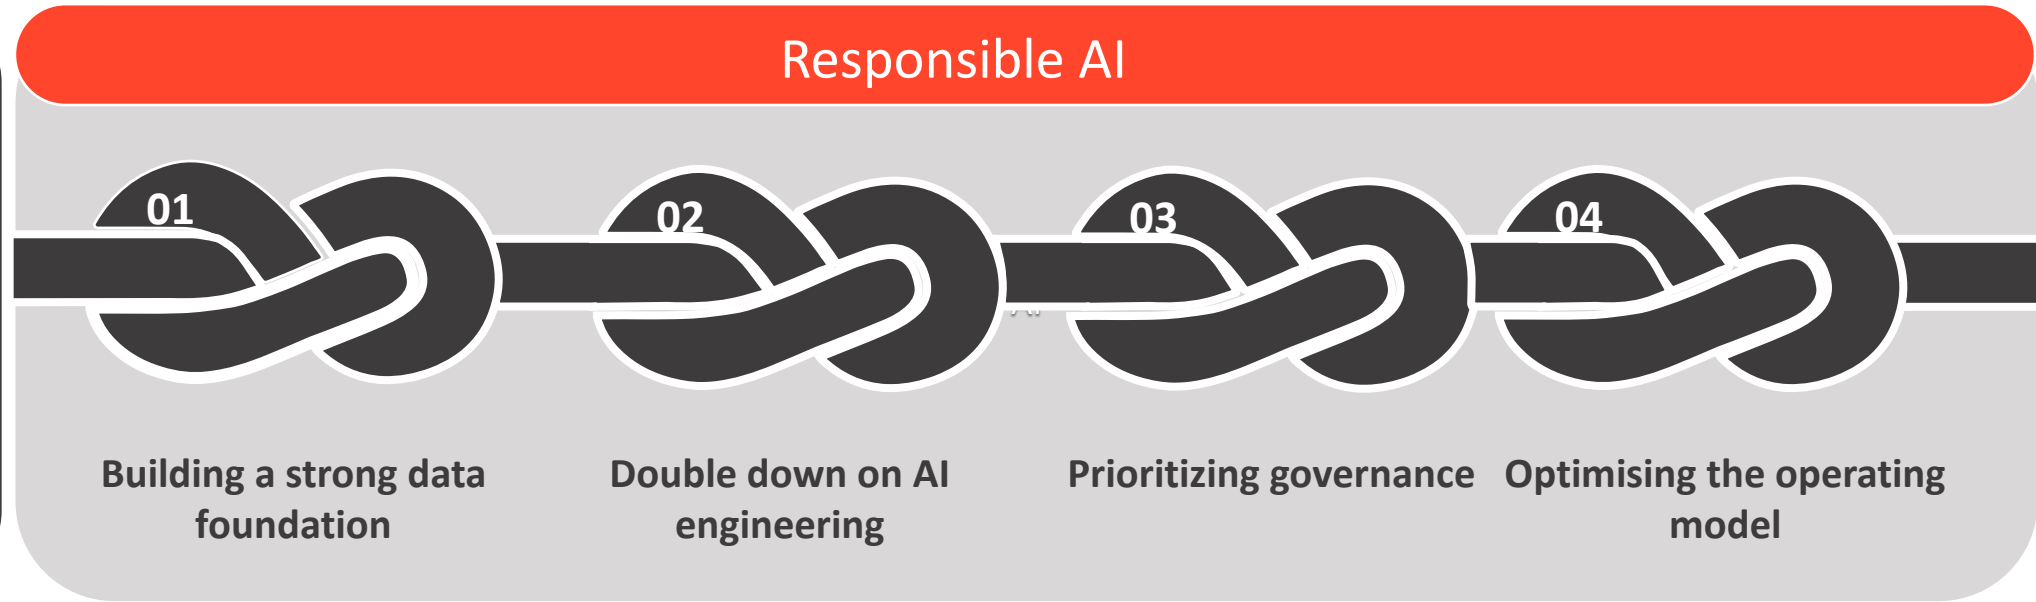 Responsible AI
01
02
03
04
Building a strong data
foundation
Double down on AI
engineering
Prioritizing governance
Optimising the operating
model